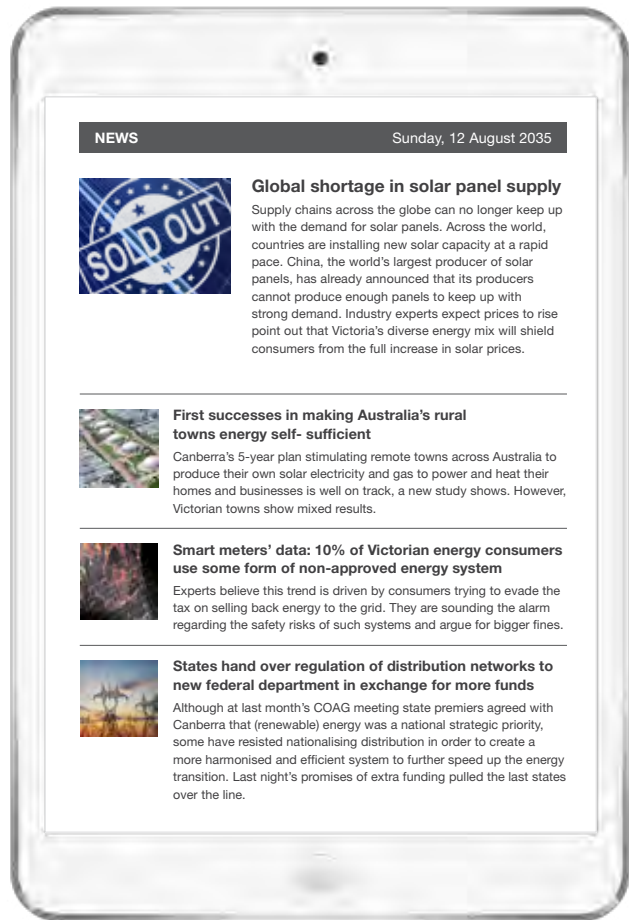 NEWS Sunday, 12 August 2035
SOLD OUT
Global shortage in solar panel supply
Supply chains across the globe can no longer keep up
with the demand for solar panels. Across the world,
countries are installing new solar capacity at a rapid
pace. China, the world's largest producer of solar
panels, has already announced that its producers
cannot produce enough panels to keep up with
strong demand. Industry experts expect prices to rise
point out that Victoria's diverse energy mix will shield
consumers from the full increase in solar prices.
First successes in making Australia's rural
towns energy self- sufficient
Canberra's 5-year plan stimulating remote towns across Australia to
produce their own solar electricity and gas to power and heat their
homes and businesses is well on track, a new study shows. However,
Victorian towns show mixed results.
Smart meters' data: 10% of Victorian energy consumers
use some form of non-approved energy system
Experts believe this trend is driven by consumers trying to evade the
tax on selling back energy to the grid. They are sounding the alarm
regarding the safety risks of such systems and argue for bigger fines.
States hand over regulation of distribution networks to
new federal department in exchange for more funds
Although at last month's COAG meeting state premiers agreed with
Canberra that (renewable) energy was a national strategic priority,
some have resisted nationalising distribution in order to create a
more harmonised and efficient system to further speed up the energy
transition. Last night's promises of extra funding pulled the last states
over the line.